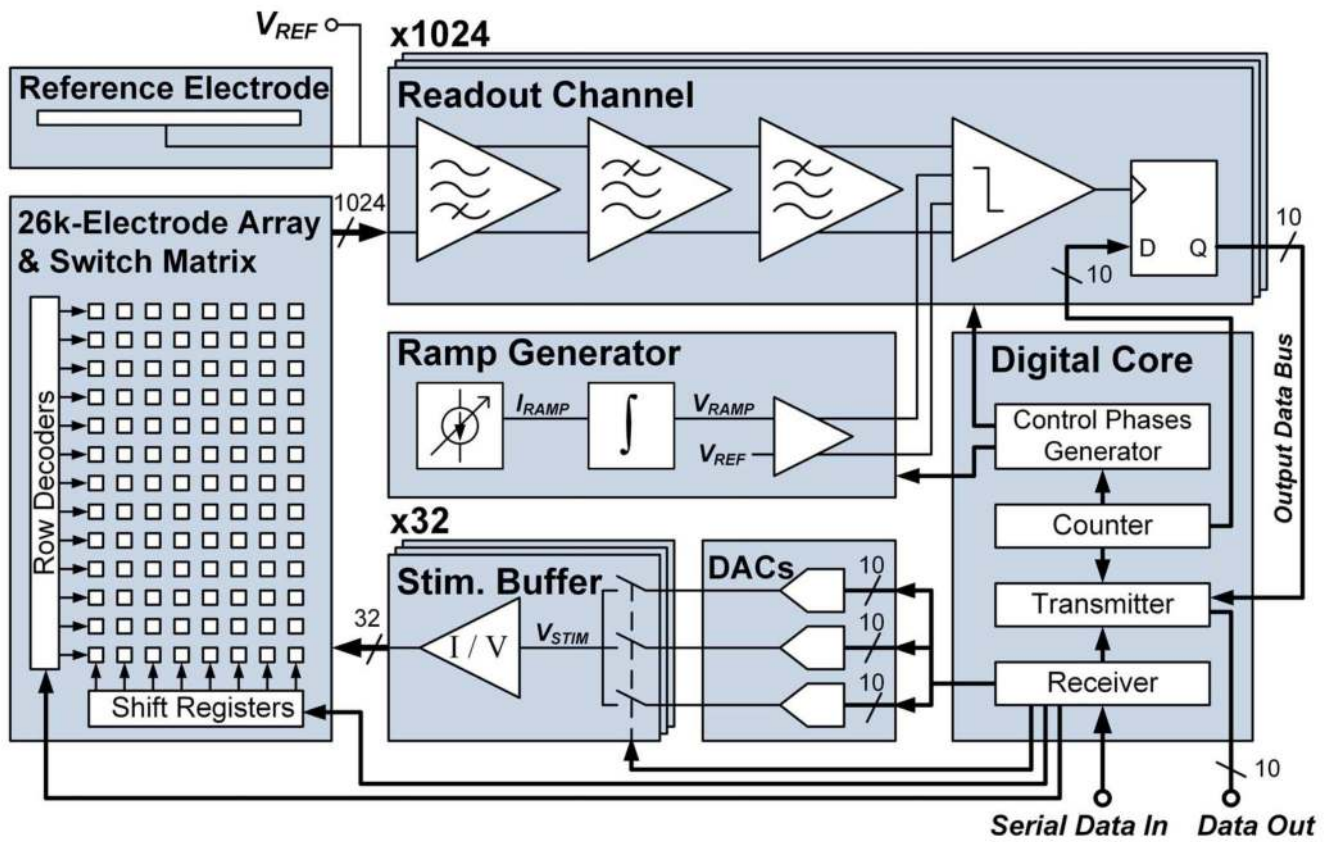 V_REF
x1024
Reference Electrode
Readout Channel
1024
26k-Electrode Array
& Switch Matrix
10
D Q
10
Ramp Generator
I_RAMP
∫
V_RAMP
V_REF
Digital Core
Control Phases
Generator
Counter
Transmitter
Receiver
Output Data Bus
Row Decoders
Shift Registers
x32
Stim. Buffer
32
I / V
V_STIM
DACs
10
10
10
10
Serial Data In
Data Out